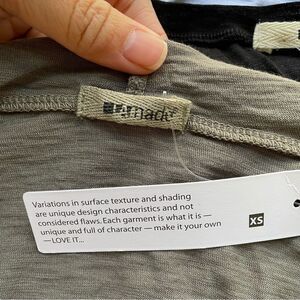 made
Variations in surface texture and shading
are unique design characteristics and not
considered flaws. Each garment is what it is —
unique and full of character — make it your own
—LOVE IT...
XS